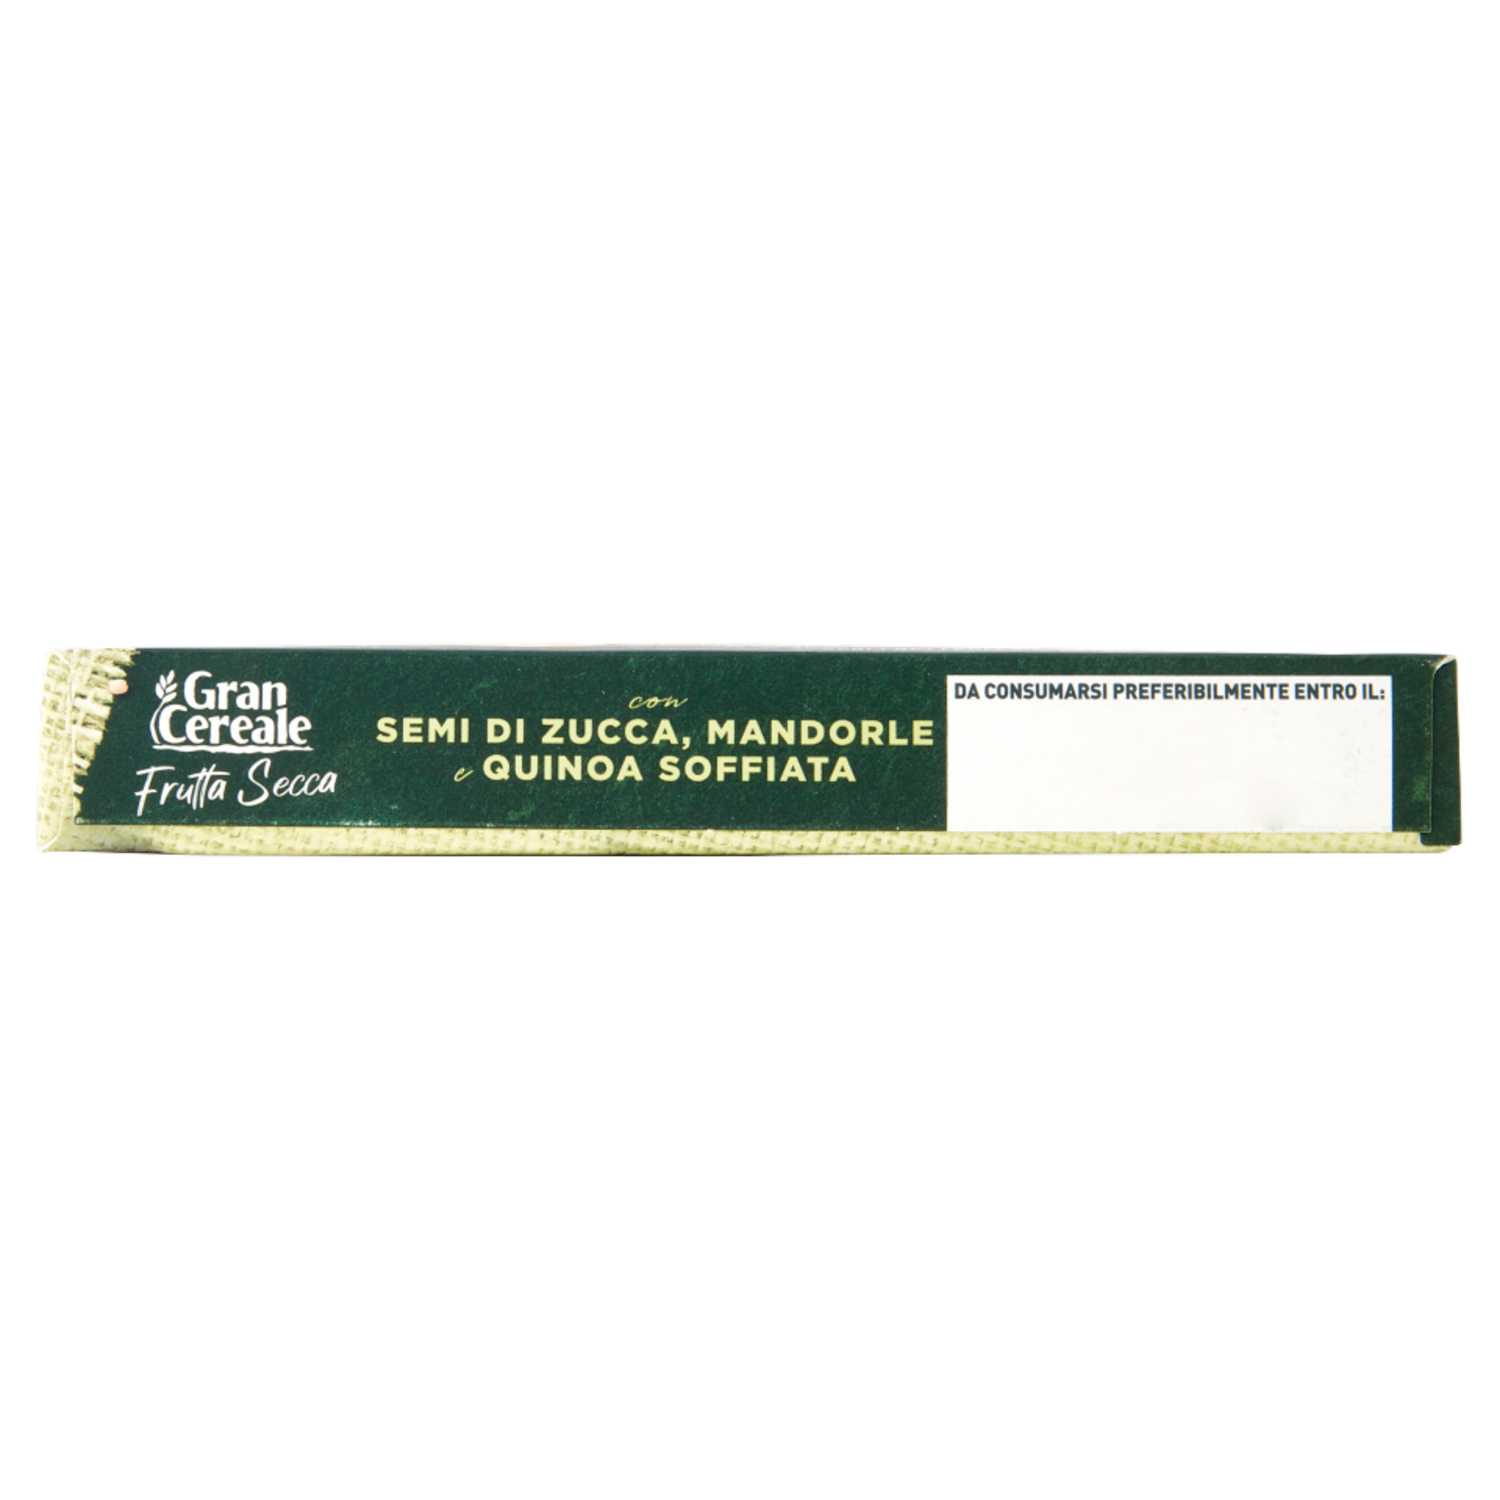 Gran
Cereale
Frutta Secca
con
SEMI DI ZUCCA, MANDORLE
e QUINOA SOFFIATA
DA CONSUMARSI PREFERIBILMENTE ENTRO IL: